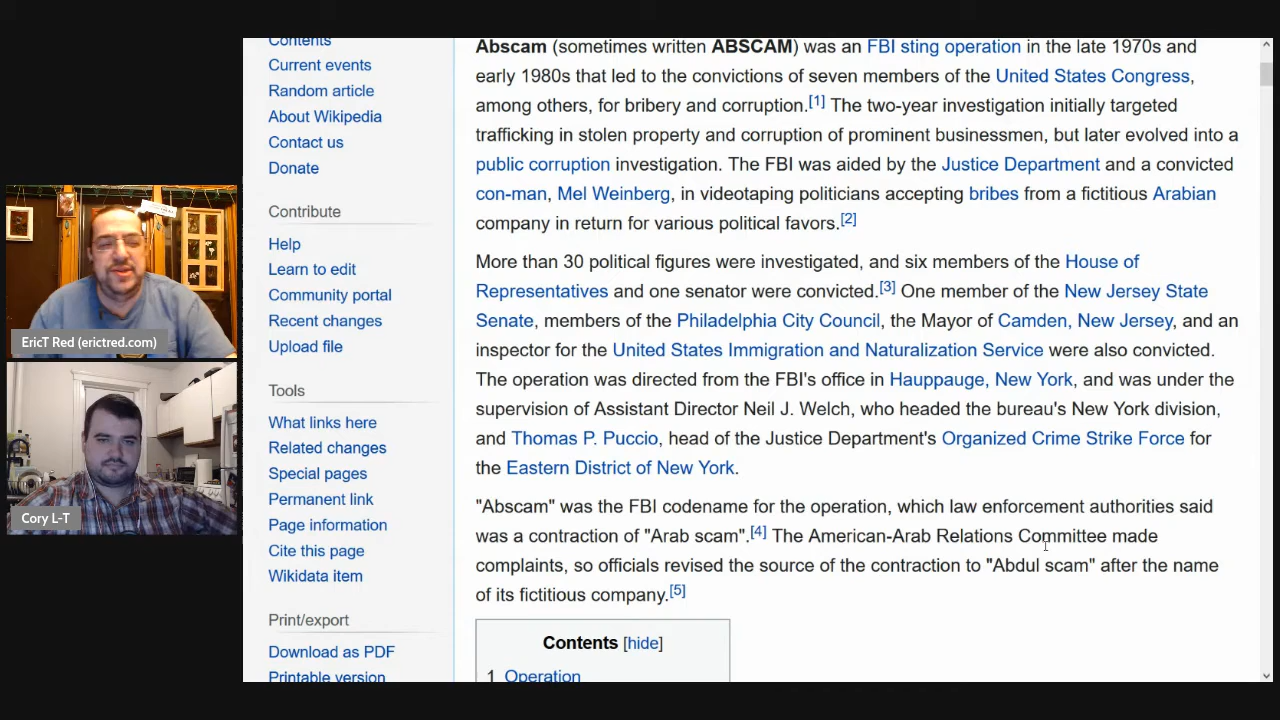 Contents
Current events
Random article
About Wikipedia
Contact us
Donate
Contribute
Help
Learn to edit
Community portal
Recent changes
Upload file
Tools
What links here
Related changes
Special pages
Permanent link
Page information
Cite this page
Wikidata item
Print/export
Download as PDF
Printable version
Abscam (sometimes written ABSCAM) was an FBI sting operation in the late 1970s and
early 1980s that led to the convictions of seven members of the United States Congress,
among others, for bribery and corruption.[1] The two-year investigation initially targeted
trafficking in stolen property and corruption of prominent businessmen, but later evolved into a
public corruption investigation. The FBI was aided by the Justice Department and a convicted
con-man, Mel Weinberg, in videotaping politicians accepting bribes from a fictitious Arabian
company in return for various political favors.[2]
More than 30 political figures were investigated, and six members of the House of
Representatives and one senator were convicted.[3] One member of the New Jersey State
Senate, members of the Philadelphia City Council, the Mayor of Camden, New Jersey, and an
inspector for the United States Immigration and Naturalization Service were also convicted.
The operation was directed from the FBI's office in Hauppauge, New York, and was under the
supervision of Assistant Director Neil J. Welch, who headed the bureau's New York division,
and Thomas P. Puccio, head of the Justice Department's Organized Crime Strike Force for
the Eastern District of New York.
"Abscam" was the FBI codename for the operation, which law enforcement authorities said
was a contraction of "Arab scam".[4] The American-Arab Relations Committee made
complaints, so officials revised the source of the contraction to "Abdul scam" after the name
of its fictitious company.[5]
Contents [hide]
1 Operation
EricT Red (erictred.com)
Cory L-T